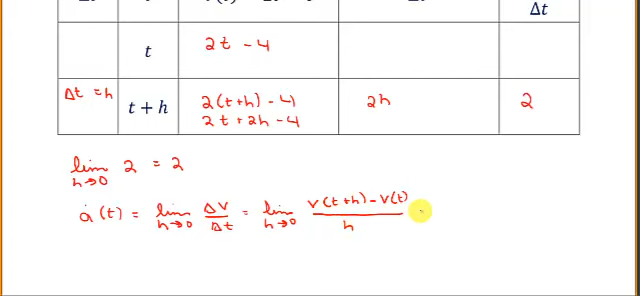 Δt
t 2t - 4
Δt = h t + h 2(t+h) - 4 2h 2
2t + 2h - 4
lim 2 = 2
h→0
a(t) = lim ΔV/Δt = lim V(t+h) - V(t)/h
h→0 h→0